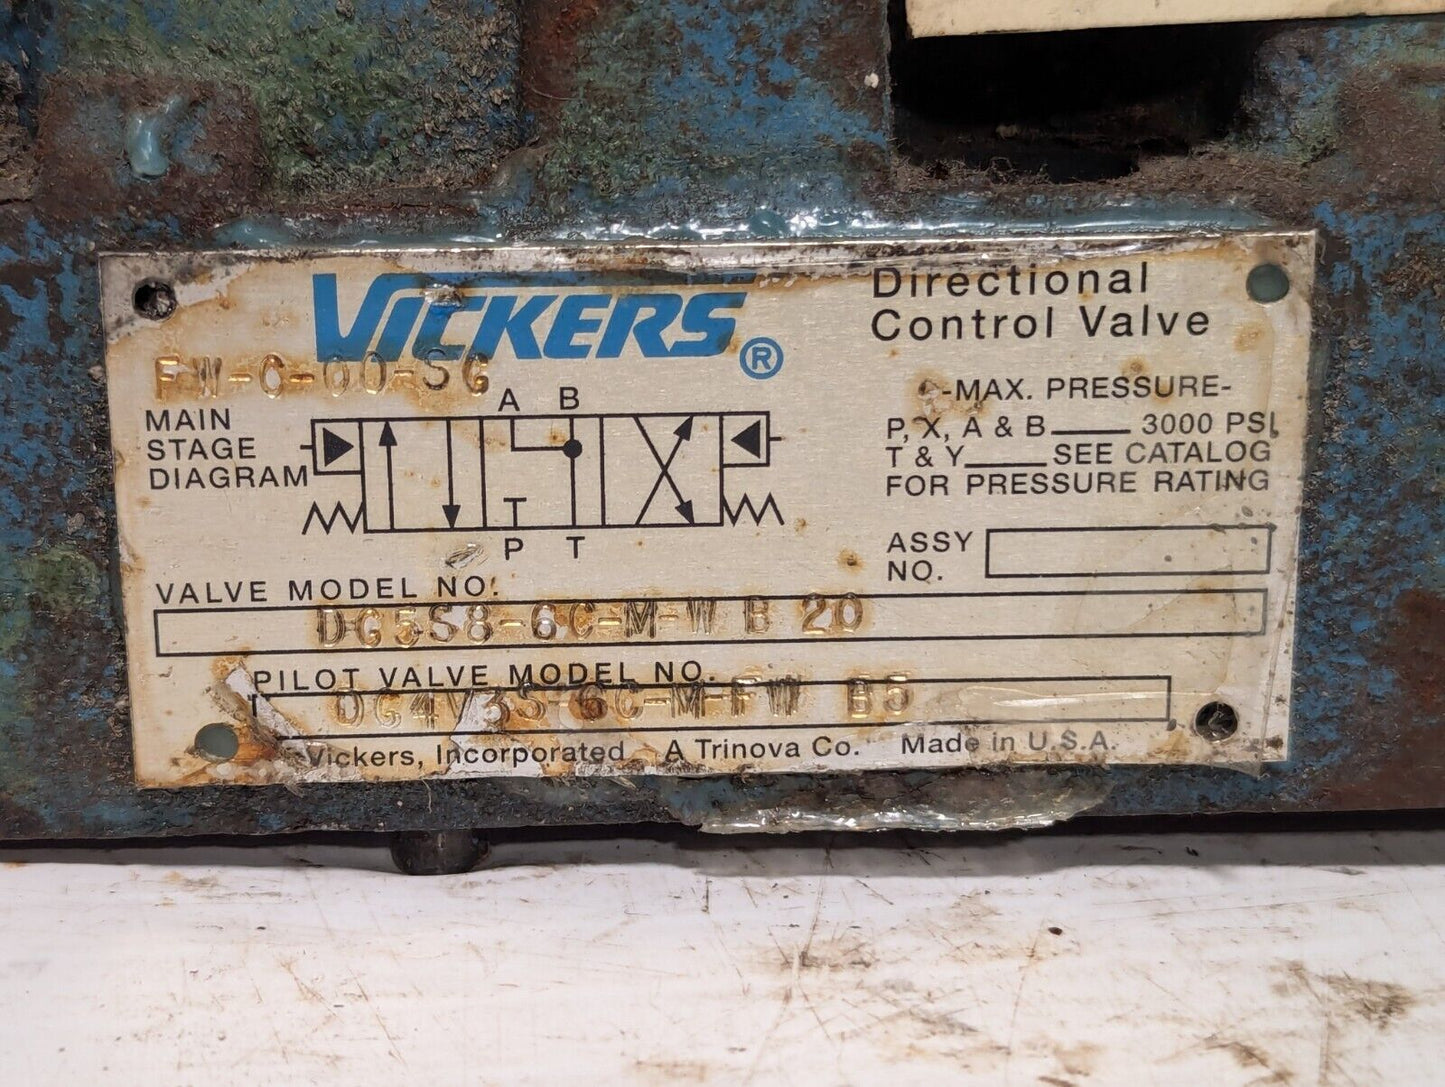 VICKERS®
Directional
Control Valve
FW-C-00-SG
MAIN
STAGE
DIAGRAM
A B
T
P T
-MAX. PRESSURE-
P, X, A & B 3000 PSI
T & Y SEE CATALOG
FOR PRESSURE RATING
ASSY
NO.
VALVE MODEL NO.
DG5S8-6C-M-W B 20
PILOT VALVE MODEL NO.
DG4V3S-6C-M-FW B5
Vickers, Incorporated A Trinova Co. Made in U.S.A.